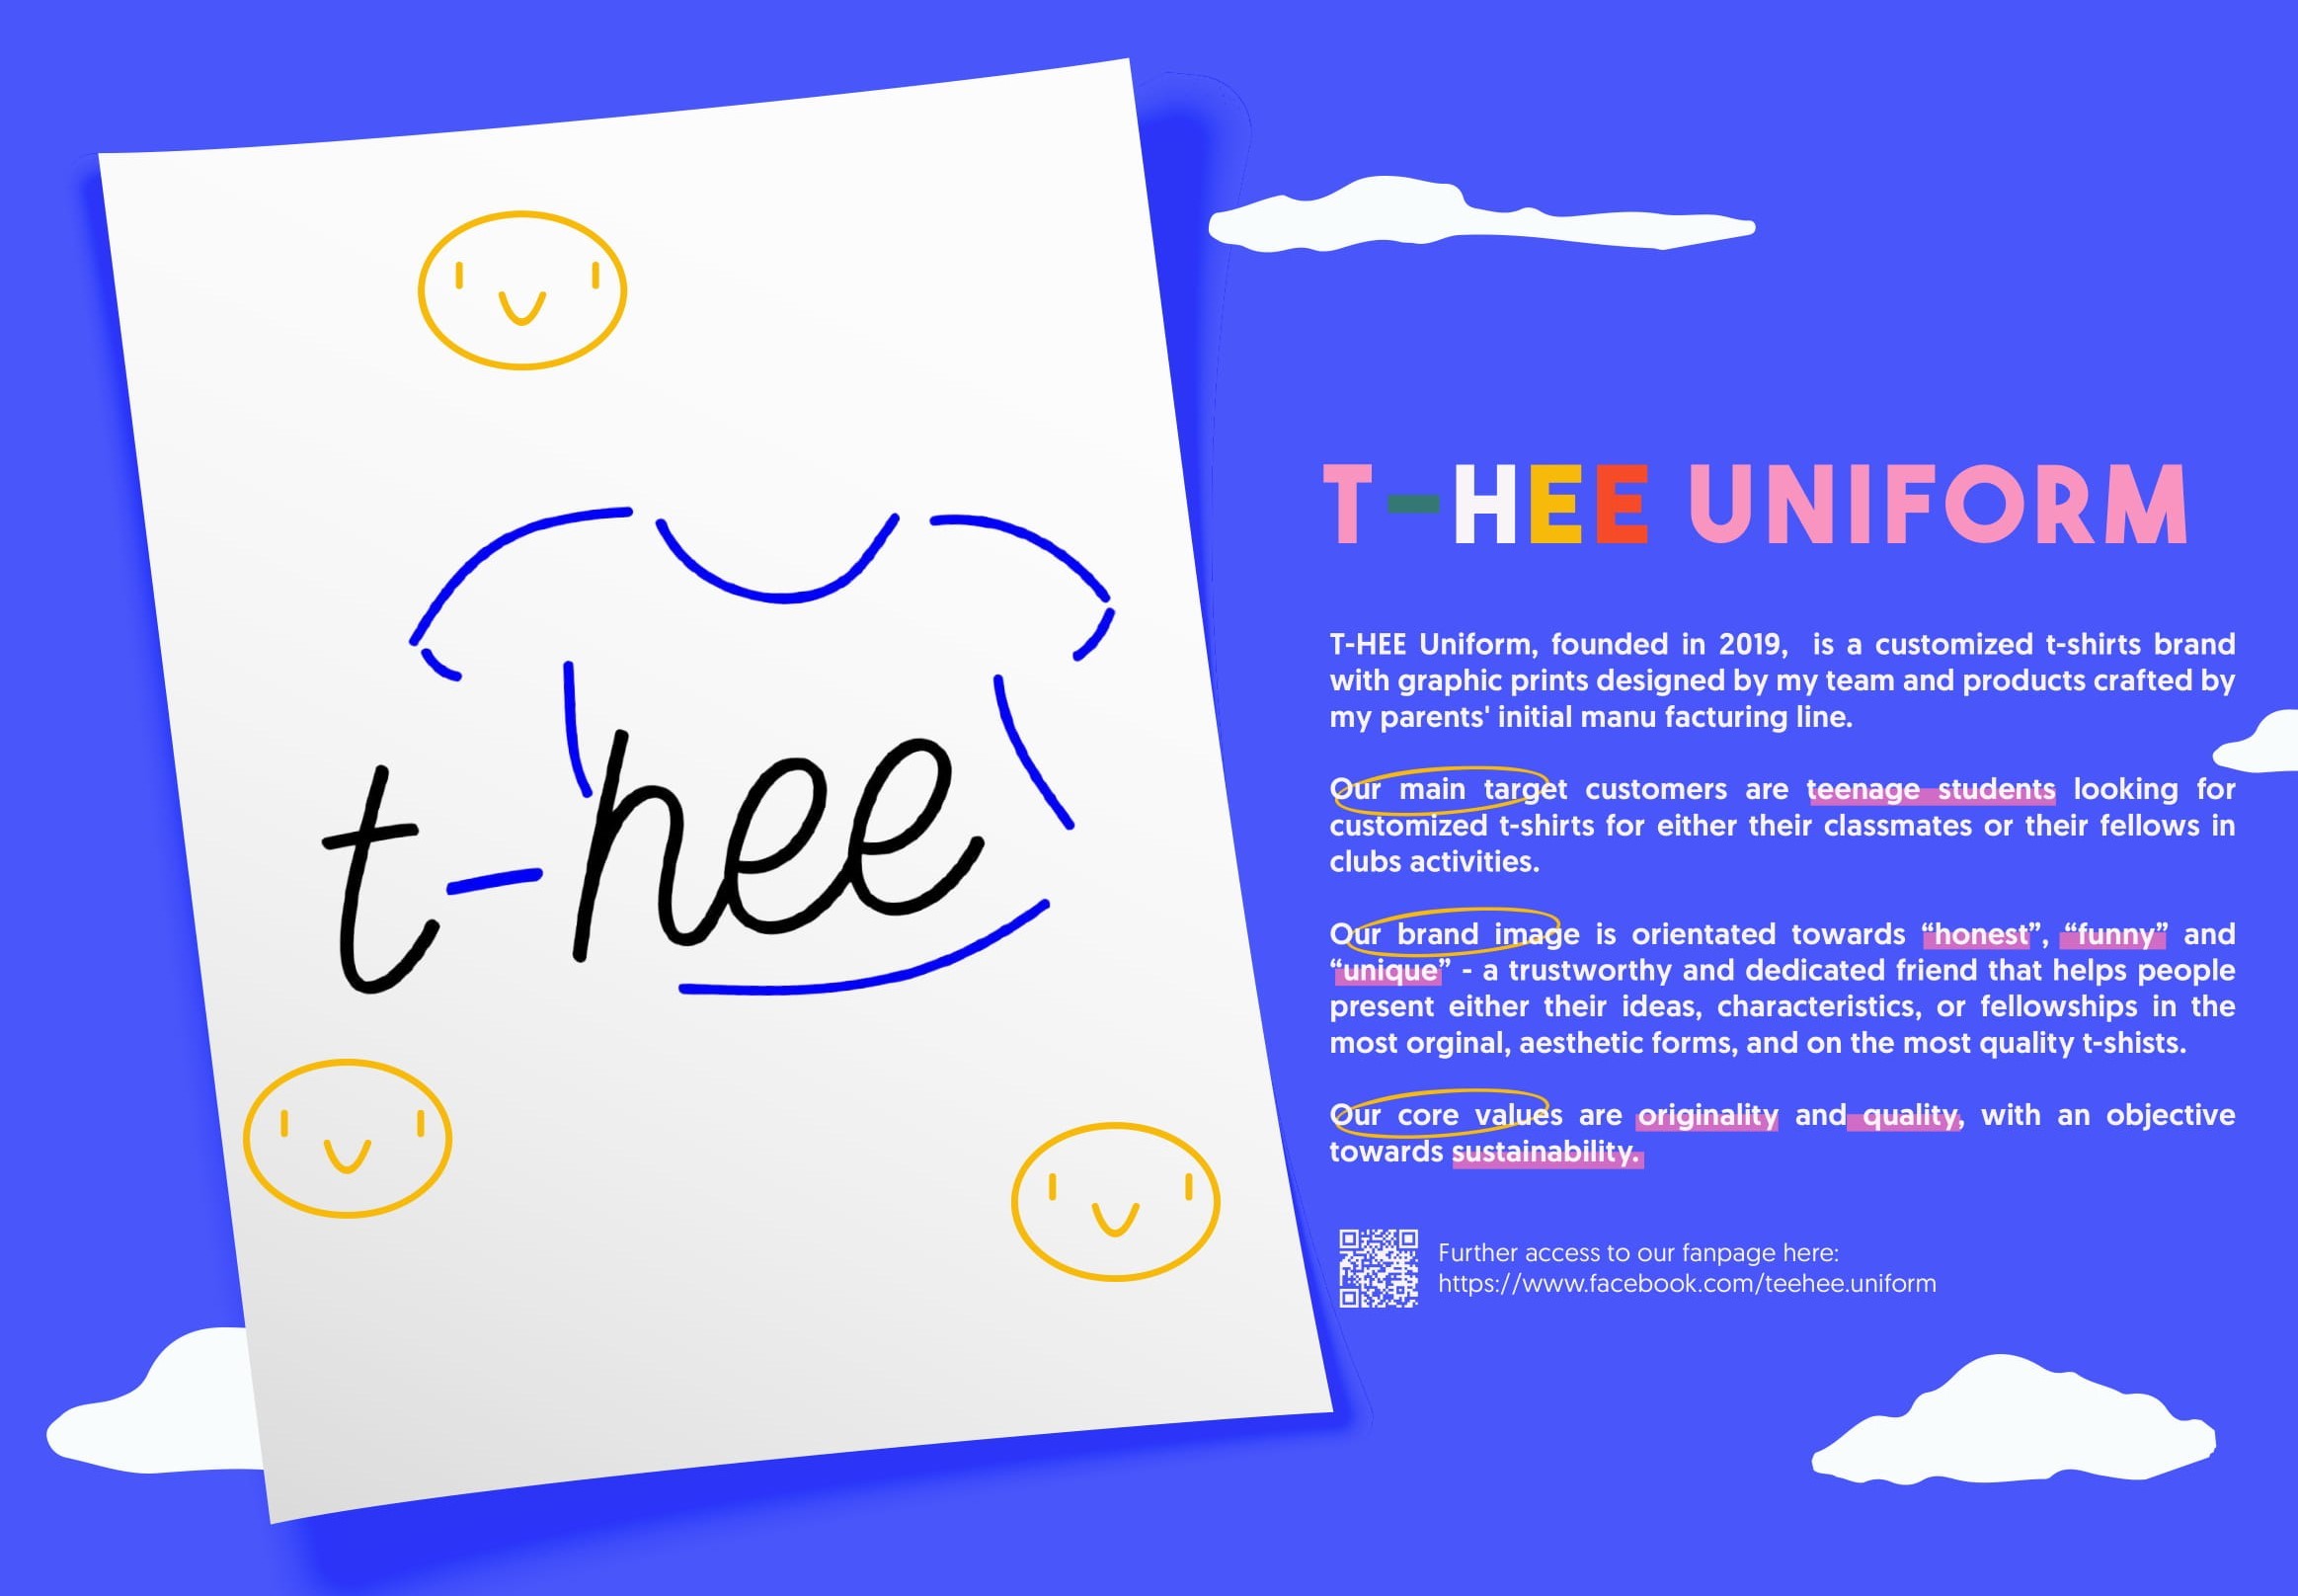 t-hee
T-HEE UNIFORM
T-HEE Uniform, founded in 2019, is a customized t-shirts brand
with graphic prints designed by my team and products crafted by
my parents' initial manu facturing line.
Our main target customers are teenage students looking for
customized t-shirts for either their classmates or their fellows in
clubs activities.
Our brand image is orientated towards “honest”, “funny” and
“unique” - a trustworthy and dedicated friend that helps people
present either their ideas, characteristics, or fellowships in the
most orginal, aesthetic forms, and on the most quality t-shists.
Our core values are originality and quality, with an objective
towards sustainability.
Further access to our fanpage here:
https://www.facebook.com/teehee.uniform